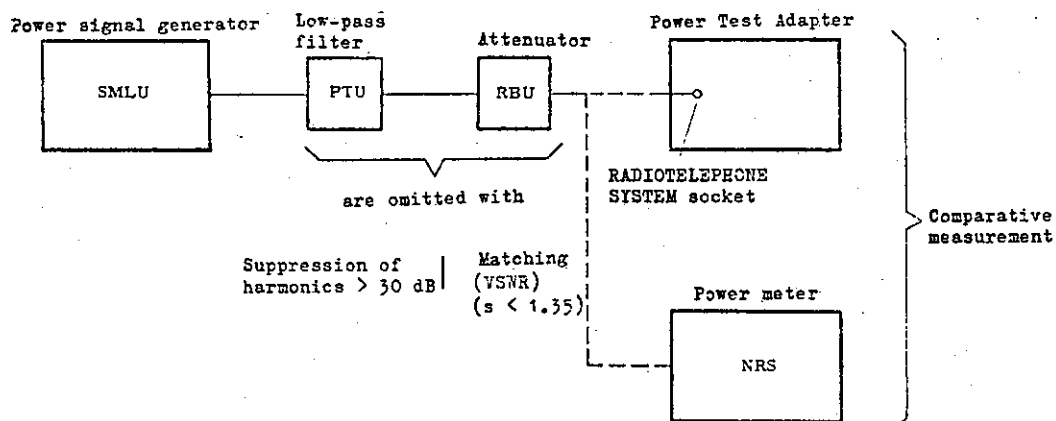 Power signal generator
Low-pass
filter
Attenuator
Power Test Adapter
SMLU
PTU
RBU
are omitted with
RADIOTELEPHONE
SYSTEM socket
Comparative
measurement
Suppression of
harmonics > 30 dB
Matching
(VSWR)
(s < 1.35)
Power meter
NRS